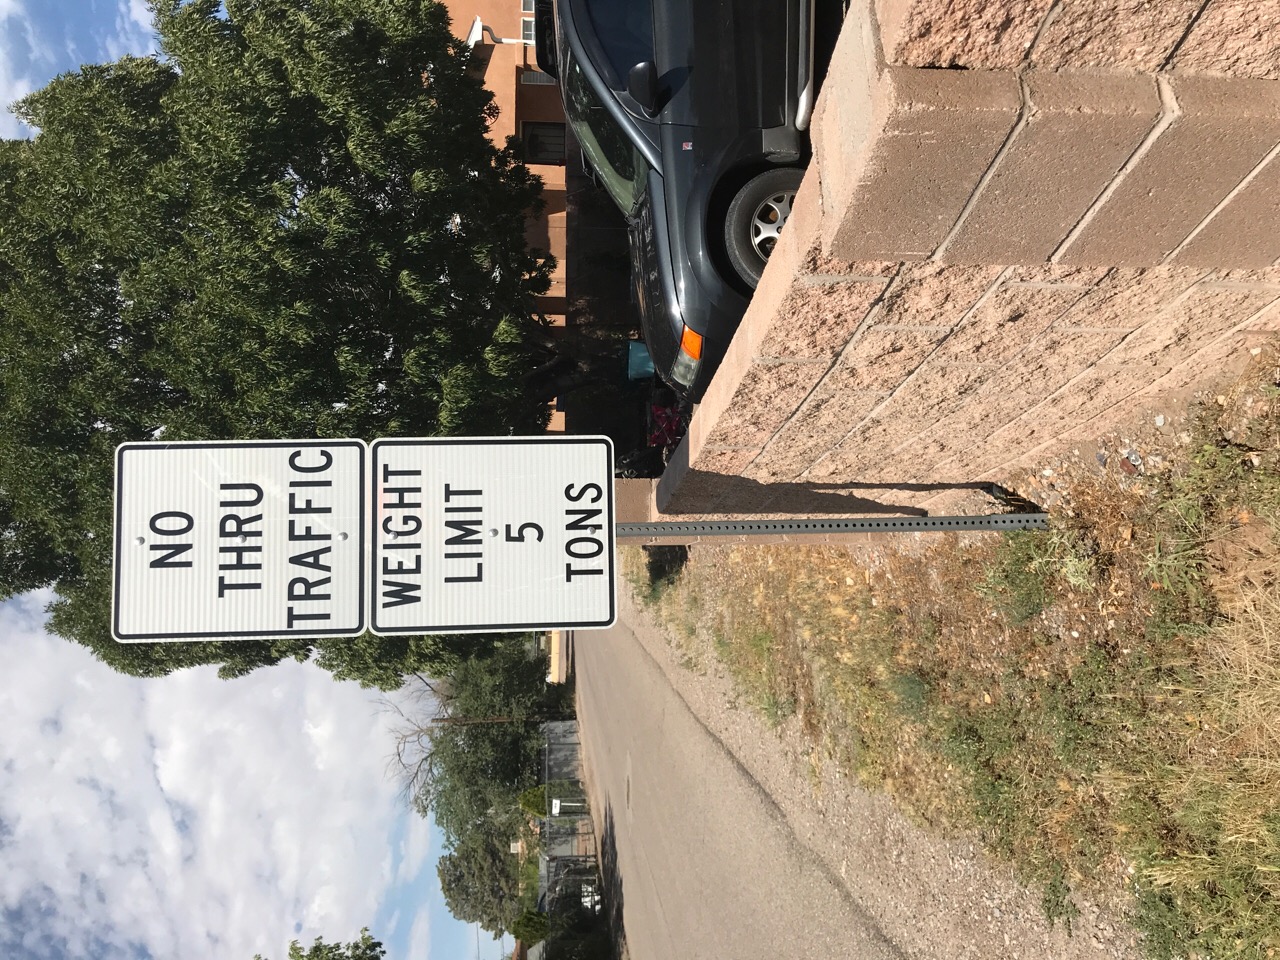 NO
THRU
TRAFFIC
WEIGHT
LIMIT
5
TONS